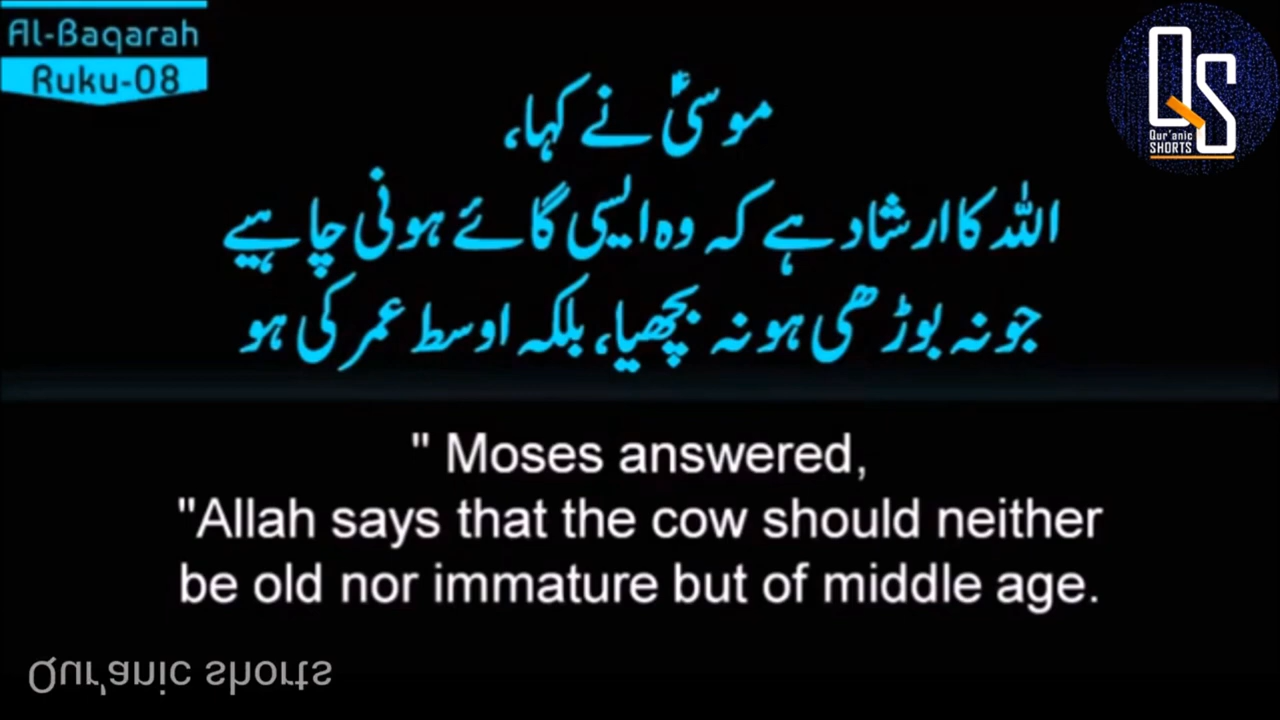 Al-Baqarah
Ruku-08
QS
Qur'anic
SHORTS
موسیٰؑ نے کہا،
اللہ کا ارشاد ہے کہ وہ ایسی گائے ہونی چاہیے
جو نہ بوڑھی ہو نہ بچھیا، بلکہ اوسط عمر کی ہو
" Moses answered,
"Allah says that the cow should neither
be old nor immature but of middle age.
Qur'anic shorts